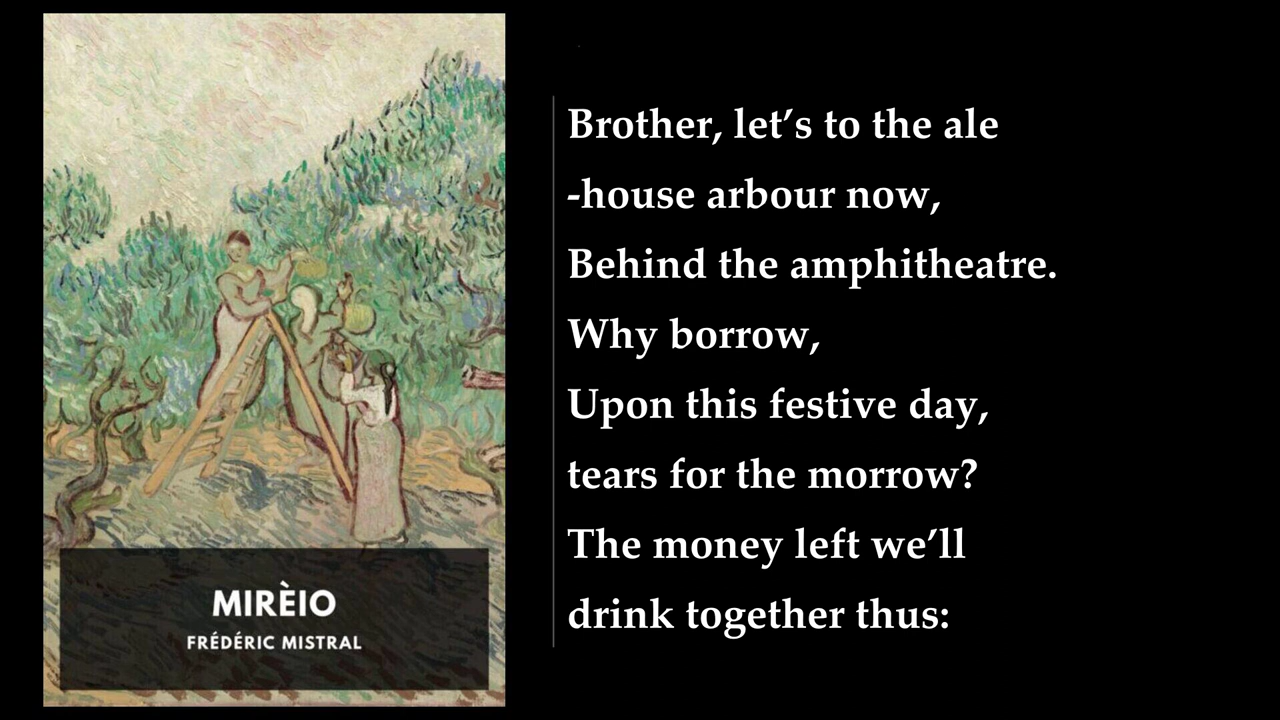 MIRÈIO
FRÉDÉRIC MISTRAL
Brother, let’s to the ale
-house arbour now,
Behind the amphitheatre.
Why borrow,
Upon this festive day,
tears for the morrow?
The money left we’ll
drink together thus: